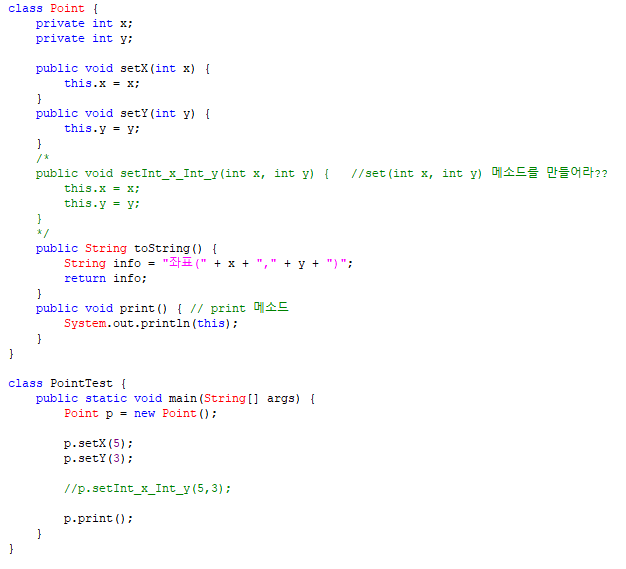 class Point {
private int x;
private int y;
public void setX(int x) {
this.x = x;
}
public void setY(int y) {
this.y = y;
}
/*
public void setInt_x_Int_y(int x, int y) {   //set(int x, int y) 메소드를 만들어라??
this.x = x;
this.y = y;
}
*/
public String toString() {
String info = "좌표(" + x + "," + y + ")";
return info;
}
public void print() { // print 메소드
System.out.println(this);
}
}
class PointTest {
public static void main(String[] args) {
Point p = new Point();
p.setX(5);
p.setY(3);
//p.setInt_x_Int_y(5,3);
p.print();
}
}